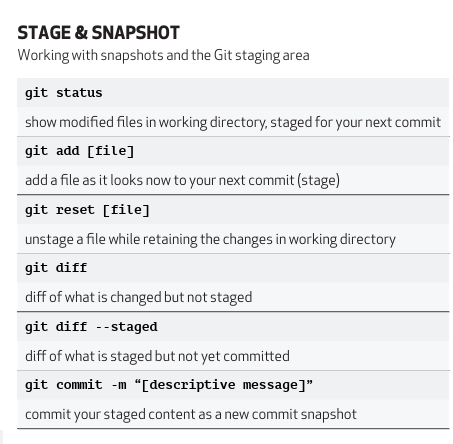 STAGE & SNAPSHOT
Working with snapshots and the Git staging area
git status
show modified files in working directory, staged for your next commit
git add [file]
add a file as it looks now to your next commit (stage)
git reset [file]
unstage a file while retaining the changes in working directory
git diff
diff of what is changed but not staged
git diff --staged
diff of what is staged but not yet committed
git commit -m “[descriptive message]”
commit your staged content as a new commit snapshot